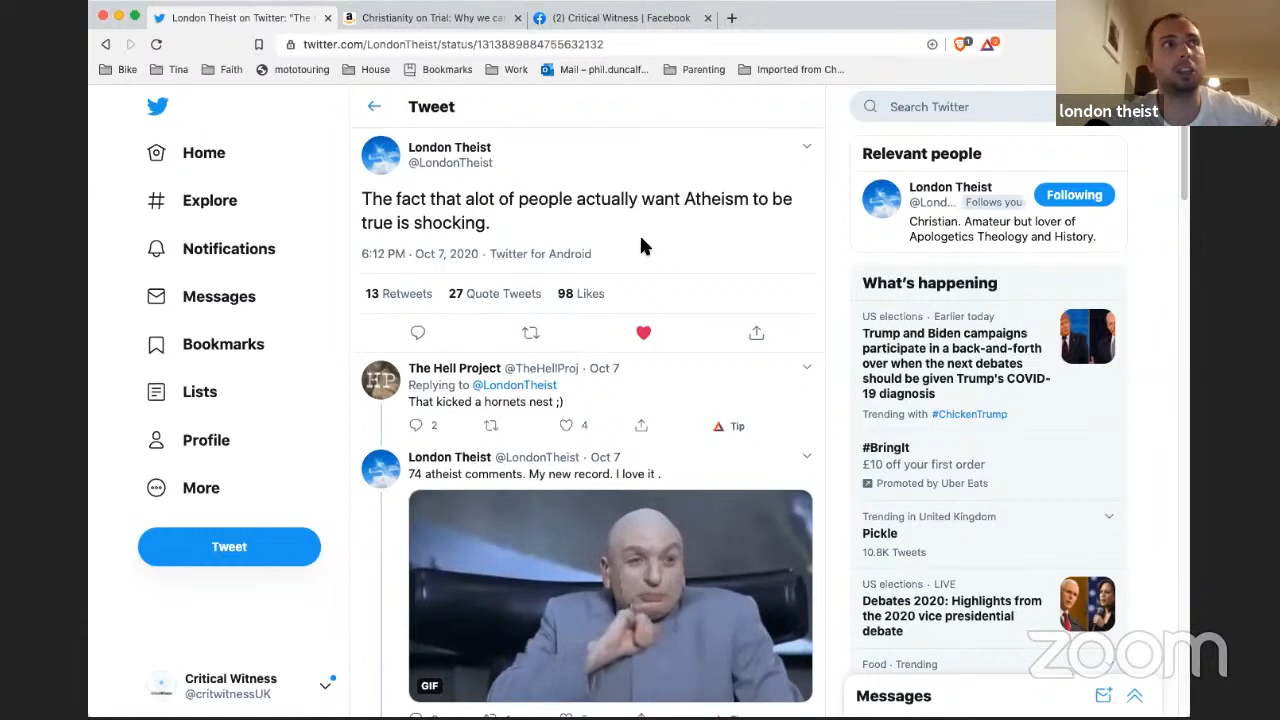 London Theist on Twitter: "The
Christianity on Trial: Why we ca
(2) Critical Witness | Facebook
twitter.com/LondonTheist/status/1313889884755632132
1
2
Bike
Tina
Faith
mototouring
House
Bookmarks
Work
Mail – phil.duncalf...
Parenting
Imported from Ch...
london theist
Home
Explore
Notifications
Messages
Bookmarks
Lists
Profile
More
Tweet
Critical Witness
@critwitnessUK
Tweet
London Theist
@LondonTheist
The fact that alot of people actually want Atheism to be
true is shocking.
6:12 PM · Oct 7, 2020 · Twitter for Android
13 Retweets 27 Quote Tweets 98 Likes
The Hell Project @TheHellProj · Oct 7
HP
Replying to @LondonTheist
That kicked a hornets nest ;)
2
4
Tip
London Theist @LondonTheist · Oct 7
74 atheist comments. My new record. I love it .
GIF
Search Twitter
Relevant people
London Theist
@Lond... Follows you
Following
Christian. Amateur but lover of
Apologetics Theology and History.
What's happening
US elections · Earlier today
Trump and Biden campaigns
participate in a back-and-forth
over when the next debates
should be given Trump's COVID-
19 diagnosis
Trending with #ChickenTrump
#BringIt
£10 off your first order
Promoted by Uber Eats
Trending in United Kingdom
Pickle
10.8K Tweets
US elections · LIVE
Debates 2020: Highlights from
the 2020 vice presidential
debate
Food · Trending
Messages
zoom